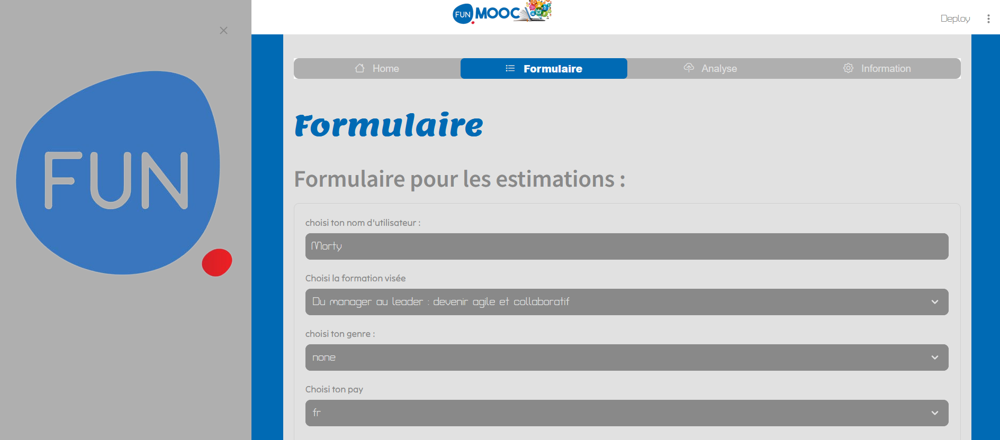 FUN
FUN MOOC
Deploy
Home
Formulaire
Analyse
Information
Formulaire
Formulaire pour les estimations :
choisi ton nom d'utilisateur :
Morty
Choisi la formation visée
Du manager au leader : devenir agile et collaboratif
choisi ton genre :
none
Choisi ton pay
fr